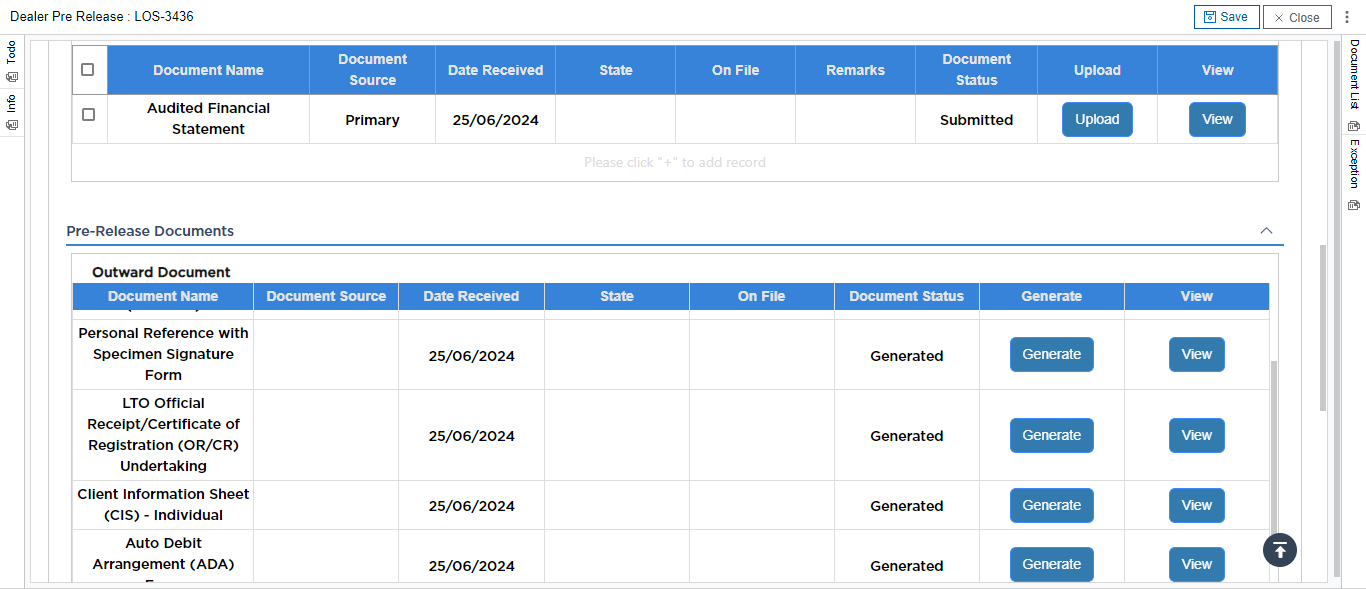 Dealer Pre Release : LOS-3436
Save
Close
Todo
Info
Document List
Exception
Document Name
Document Source
Date Received
State
On File
Remarks
Document Status
Upload
View
Audited Financial Statement
Primary
25/06/2024
Submitted
Upload
View
Please click "+" to add record
Pre-Release Documents
Outward Document
Document Name
Document Source
Date Received
State
On File
Document Status
Generate
View
Personal Reference with
Specimen Signature
Form
25/06/2024
Generated
Generate
View
LTO Official
Receipt/Certificate of
Registration (OR/CR)
Undertaking
25/06/2024
Generated
Generate
View
Client Information Sheet
(CIS) - Individual
25/06/2024
Generated
Generate
View
Auto Debit
Arrangement (ADA)
25/06/2024
Generated
Generate
View